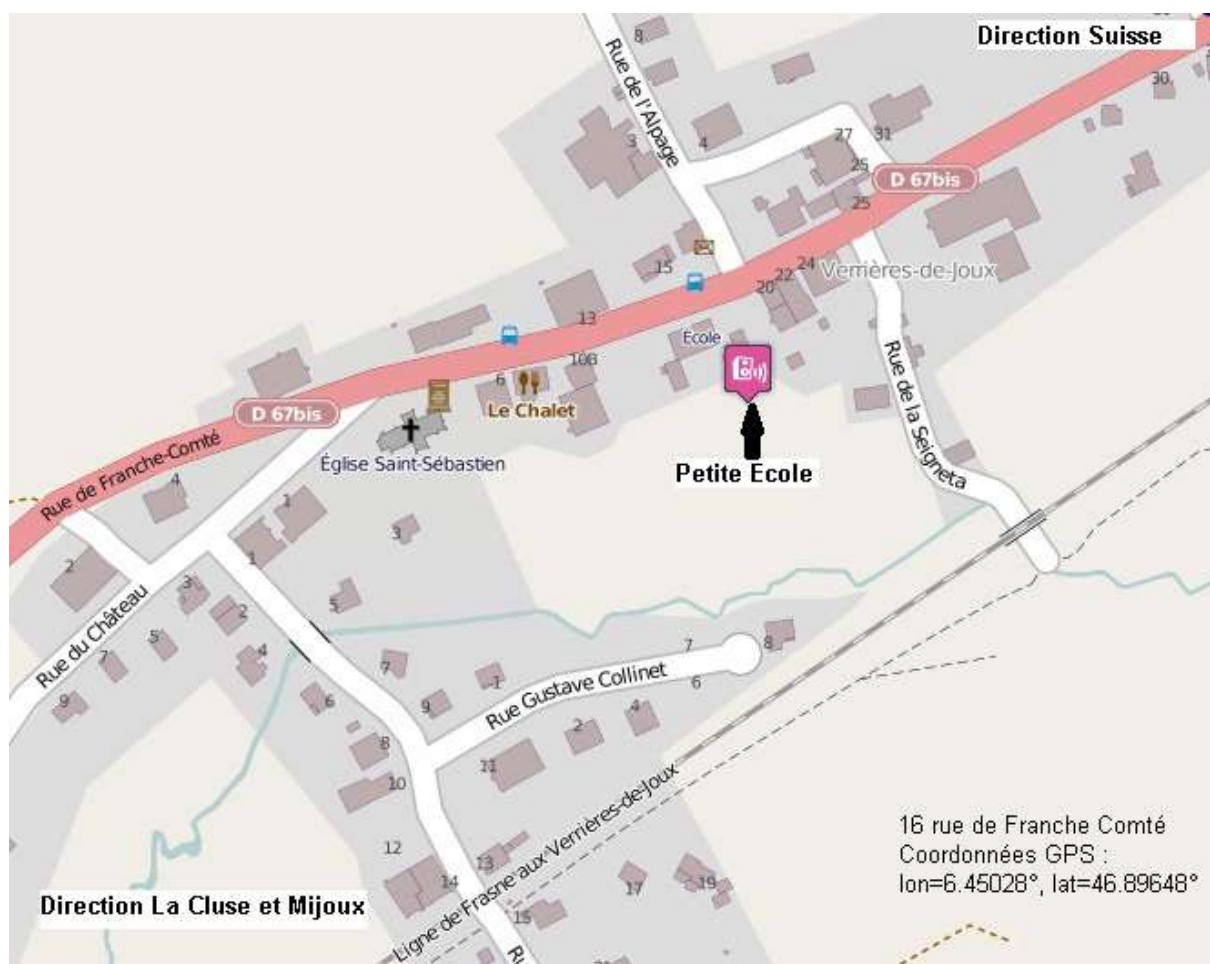 Direction Suisse
8
Rue de l'Alpage
30
3
4
27
31
25
D 67bis
25
15
24
22
20
Verrières-de-Joux
13
Ecole
10B
6
Le Chalet
D 67bis
Rue de Franche-Comté
Église Saint-Sébastien
Petite Ecole
Rue de la Seigneta
4
1
3
2
1
3
5
2
5
7
4
Rue du Château
9
6
7
9
1
7
8
6
Rue Gustave Collinet
2
4
8
11
10
12
13
14
15
17
19
Ligne de Frasne aux Verrières-de-Joux
16 rue de Franche Comté
Coordonnées GPS :
lon=6.45028°, lat=46.89648°
Direction La Cluse et Mijoux